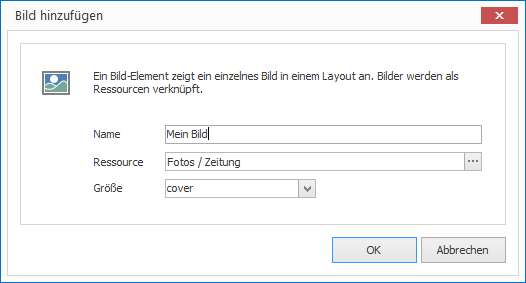 Bild hinzufügen
Ein Bild-Element zeigt ein einzelnes Bild in einem Layout an. Bilder werden als
Ressourcen verknüpft.
Name Mein Bild
Ressource Fotos / Zeitung ...
Größe cover
OK Abbrechen